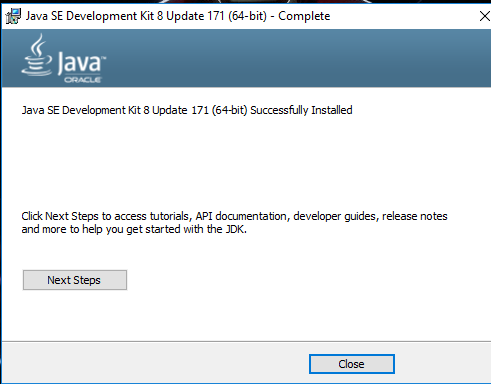 Java SE Development Kit 8 Update 171 (64-bit) - Complete
Java™
ORACLE
Java SE Development Kit 8 Update 171 (64-bit) Successfully Installed
Click Next Steps to access tutorials, API documentation, developer guides, release notes
and more to help you get started with the JDK.
Next Steps
Close